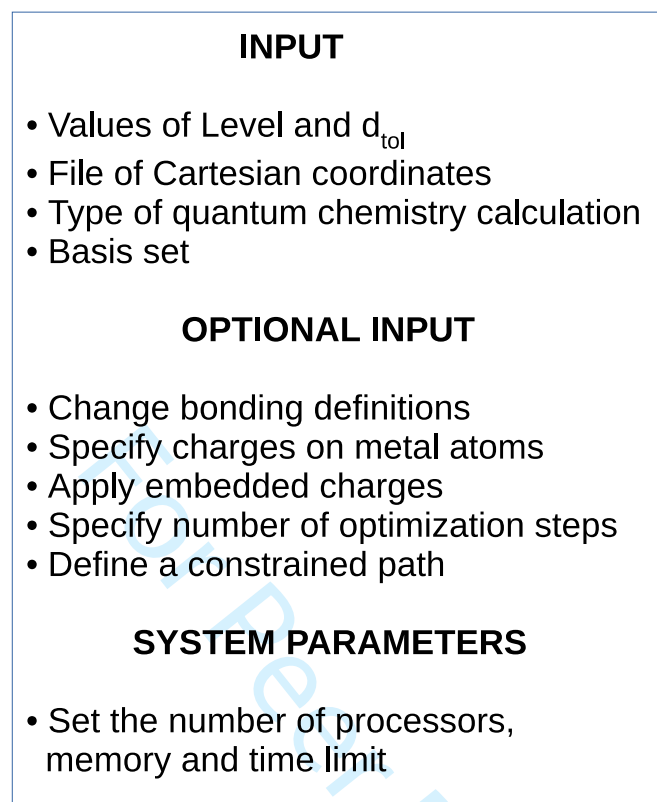 INPUT
• Values of Level and d_tol
• File of Cartesian coordinates
• Type of quantum chemistry calculation
• Basis set
OPTIONAL INPUT
• Change bonding definitions
• Specify charges on metal atoms
• Apply embedded charges
• Specify number of optimization steps
• Define a constrained path
SYSTEM PARAMETERS
• Set the number of processors,
memory and time limit
For Peer